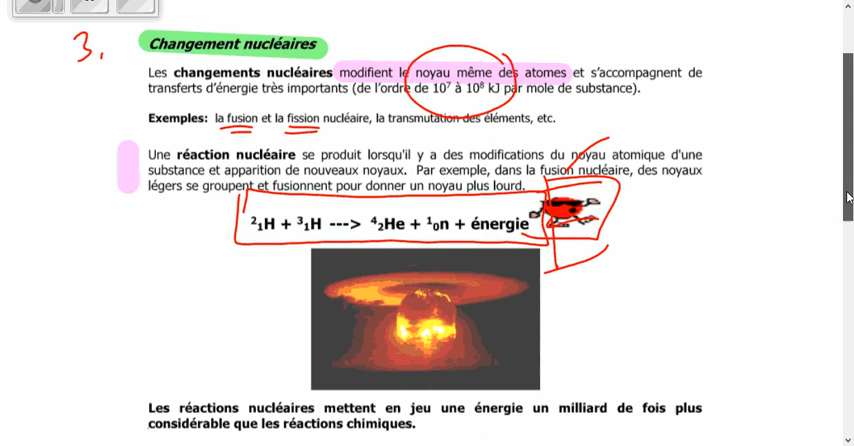 3.
Changement nucléaires
Les changements nucléaires modifient le noyau même des atomes et s'accompagnent de
transferts d'énergie très importants (de l'ordre de 10⁷ à 10⁸ kJ par mole de substance).
Exemples: la fusion et la fission nucléaire, la transmutation des éléments, etc.
Une réaction nucléaire se produit lorsqu'il y a des modifications du noyau atomique d'une
substance et apparition de nouveaux noyaux. Par exemple, dans la fusion nucléaire, des noyaux
légers se groupent et fusionnent pour donner un noyau plus lourd.
²₁H + ³₁H ---> ⁴₂He + ¹₀n + énergie
Les réactions nucléaires mettent en jeu une énergie un milliard de fois plus
considérable que les réactions chimiques.